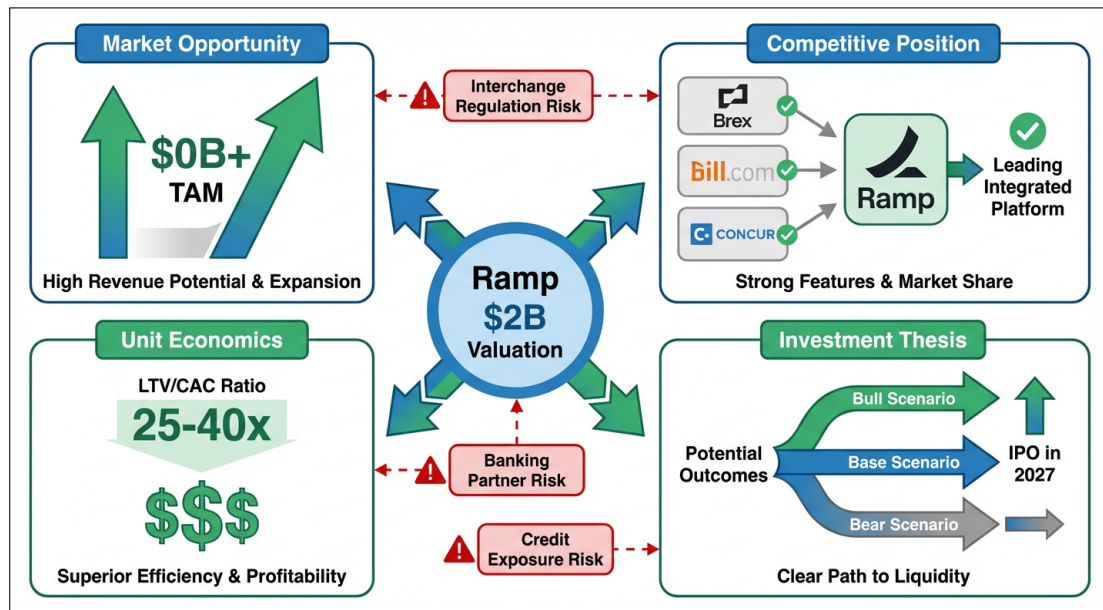 Market Opportunity
$0B+
TAM
High Revenue Potential & Expansion
Interchange
Regulation Risk
Competitive Position
Brex
Bill.com
C.
CONCUR
Ramp
Leading
Integrated
Platform
Strong Features & Market Share
Ramp
$2B
Valuation
Unit Economics
LTV/CAC Ratio
25-40x
$$$
Superior Efficiency & Profitability
Banking
Partner Risk
Credit
Exposure Risk
Investment Thesis
Potential
Outcomes
Bull Scenario
Base Scenario
Bear Scenario
IPO in
2027
Clear Path to Liquidity